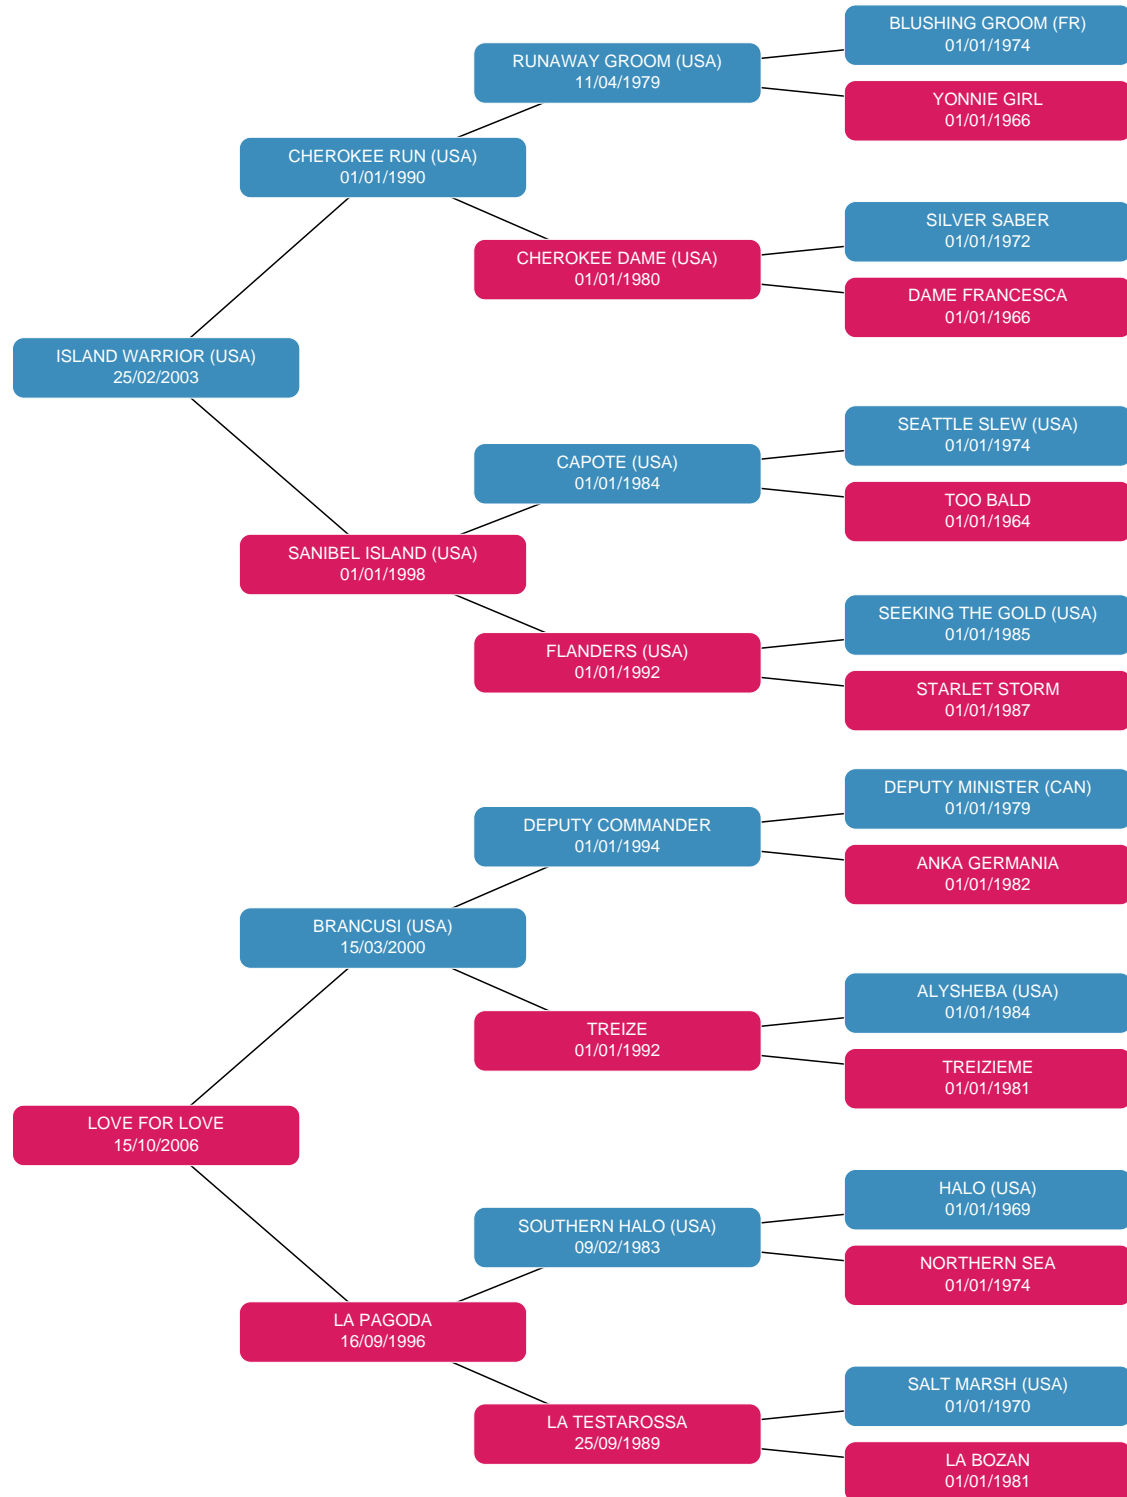 BLUSHING GROOM (FR)
01/01/1974
RUNAWAY GROOM (USA)
11/04/1979
YONNIE GIRL
01/01/1966
CHEROKEE RUN (USA)
01/01/1990
SILVER SABER
01/01/1972
CHEROKEE DAME (USA)
01/01/1980
DAME FRANCESCA
01/01/1966
ISLAND WARRIOR (USA)
25/02/2003
SEATTLE SLEW (USA)
01/01/1974
CAPOTE (USA)
01/01/1984
TOO BALD
01/01/1964
SANIBEL ISLAND (USA)
01/01/1998
SEEKING THE GOLD (USA)
01/01/1985
FLANDERS (USA)
01/01/1992
STARLET STORM
01/01/1987
DEPUTY MINISTER (CAN)
01/01/1979
DEPUTY COMMANDER
01/01/1994
ANKA GERMANIA
01/01/1982
BRANCUSI (USA)
15/03/2000
ALYSHEBA (USA)
01/01/1984
TREIZE
01/01/1992
TREIZIEME
01/01/1981
LOVE FOR LOVE
15/10/2006
HALO (USA)
01/01/1969
SOUTHERN HALO (USA)
09/02/1983
NORTHERN SEA
01/01/1974
LA PAGODA
16/09/1996
SALT MARSH (USA)
01/01/1970
LA TESTAROSSA
25/09/1989
LA BOZAN
01/01/1981